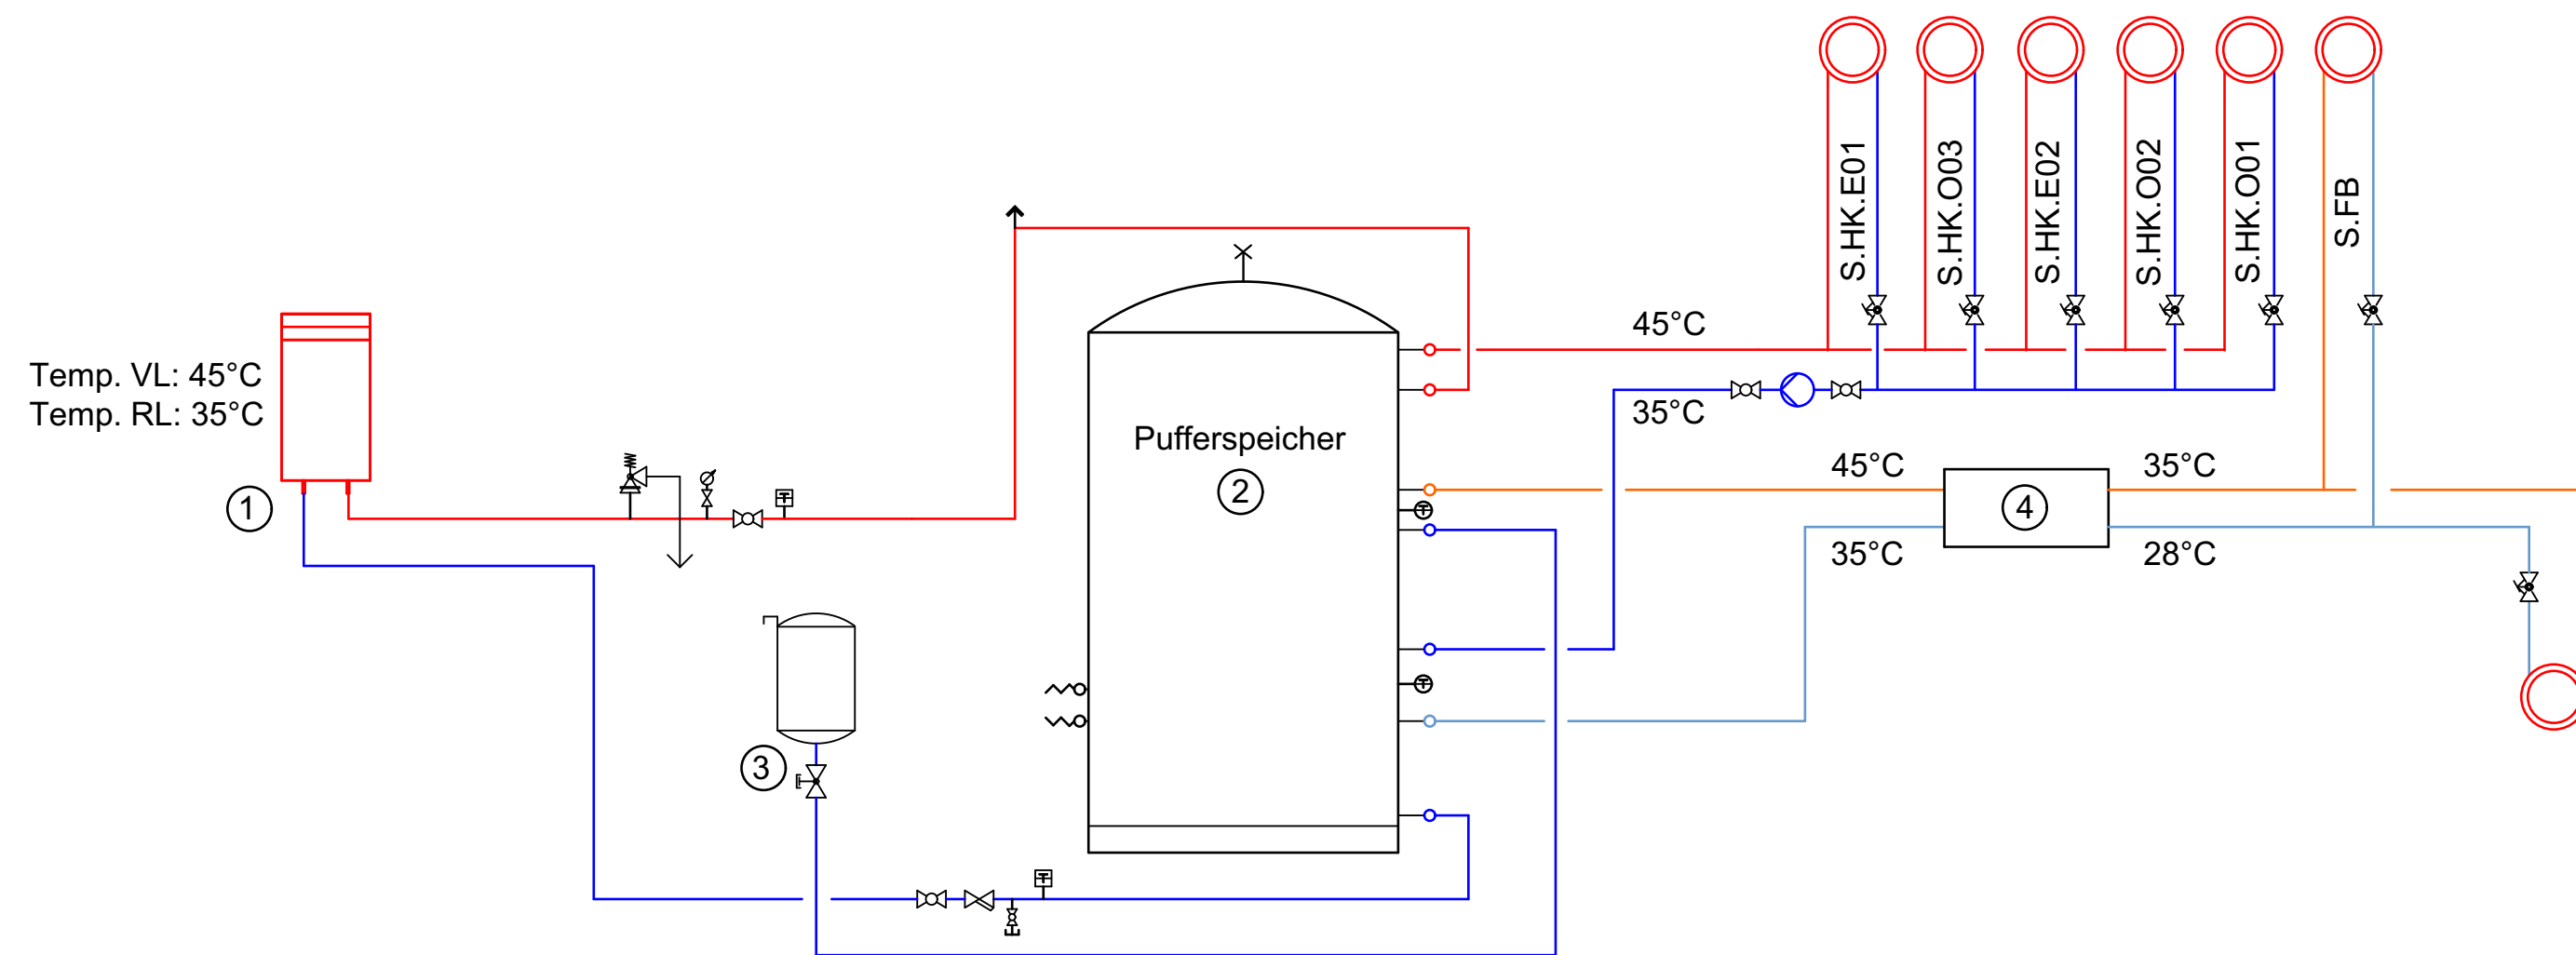 S.HK.E01
S.HK.O03
S.HK.E02
S.HK.O02
S.HK.O01
S.FB
45°C
Temp. VL: 45°C
Temp. RL: 35°C
35°C
Pufferspeicher
2
1
45°C
35°C
4
35°C
28°C
T
T
T
3
T